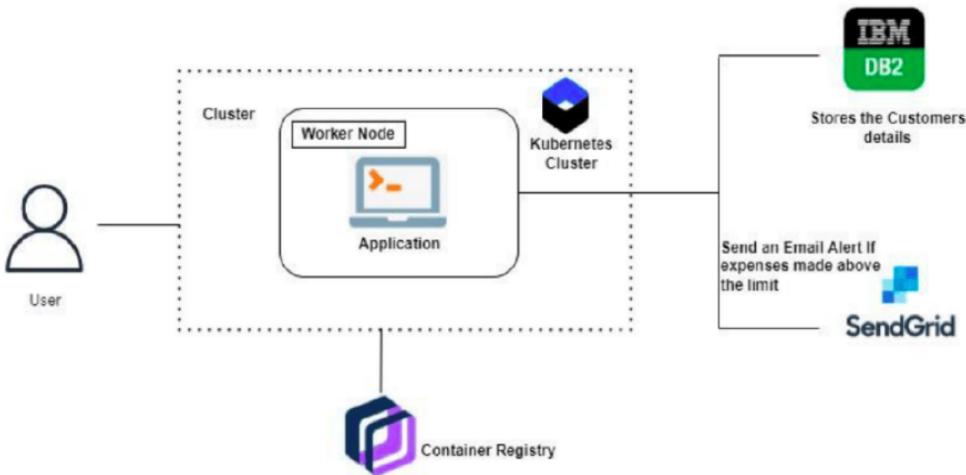 IBM
DB2
Stores the Customers
details
Cluster
Worker Node
Kubernetes
Cluster
Application
User
Send an Email Alert If
expenses made above
the limit
SendGrid
Container Registry